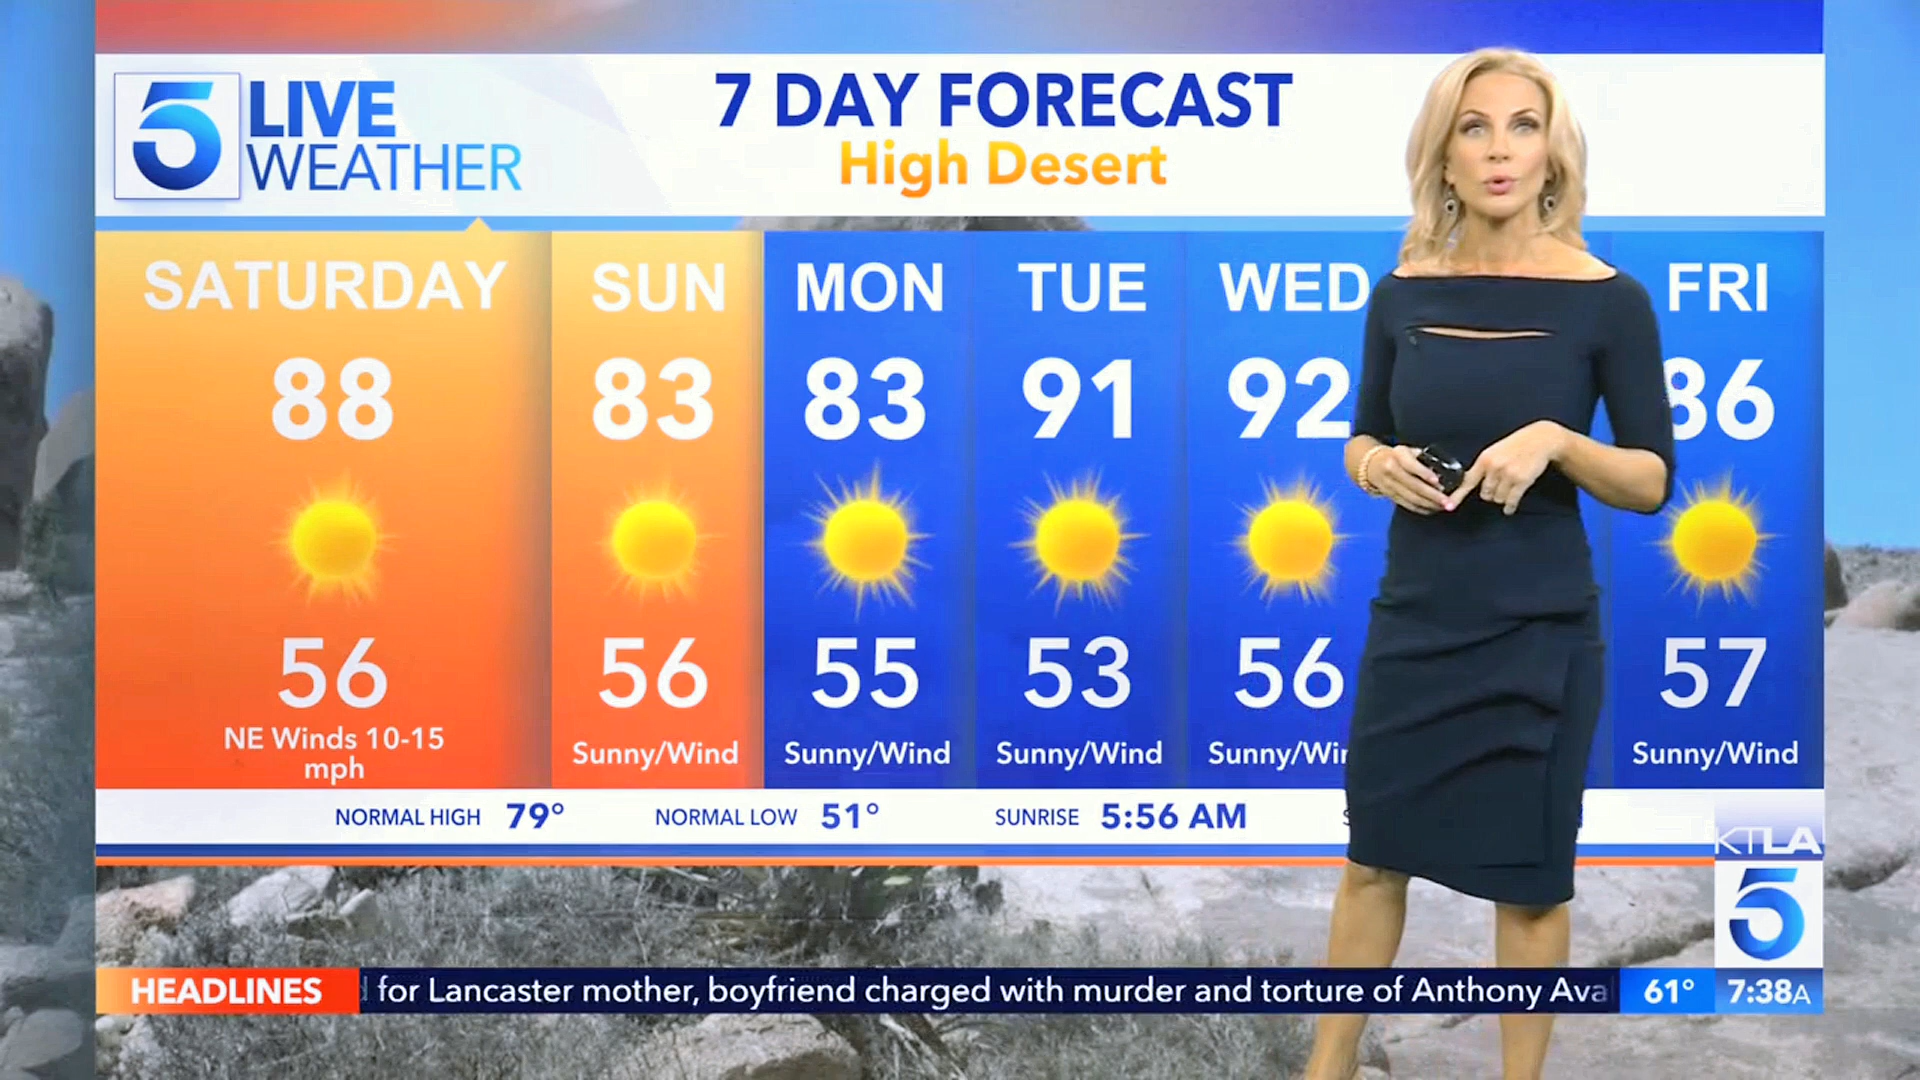 5 LIVE
WEATHER
7 DAY FORECAST
High Desert
SATURDAY
88
56
NE Winds 10-15
mph
SUN
83
56
Sunny/Wind
MON
83
55
Sunny/Wind
TUE
91
53
Sunny/Wind
WED
92
56
FRI
86
57
Sunny/Wind
NORMAL HIGH 79° NORMAL LOW 51° SUNRISE 5:56 AM
KTLA
5
HEADLINES for Lancaster mother, boyfriend charged with murder and torture of Anthony 61° 7:38A